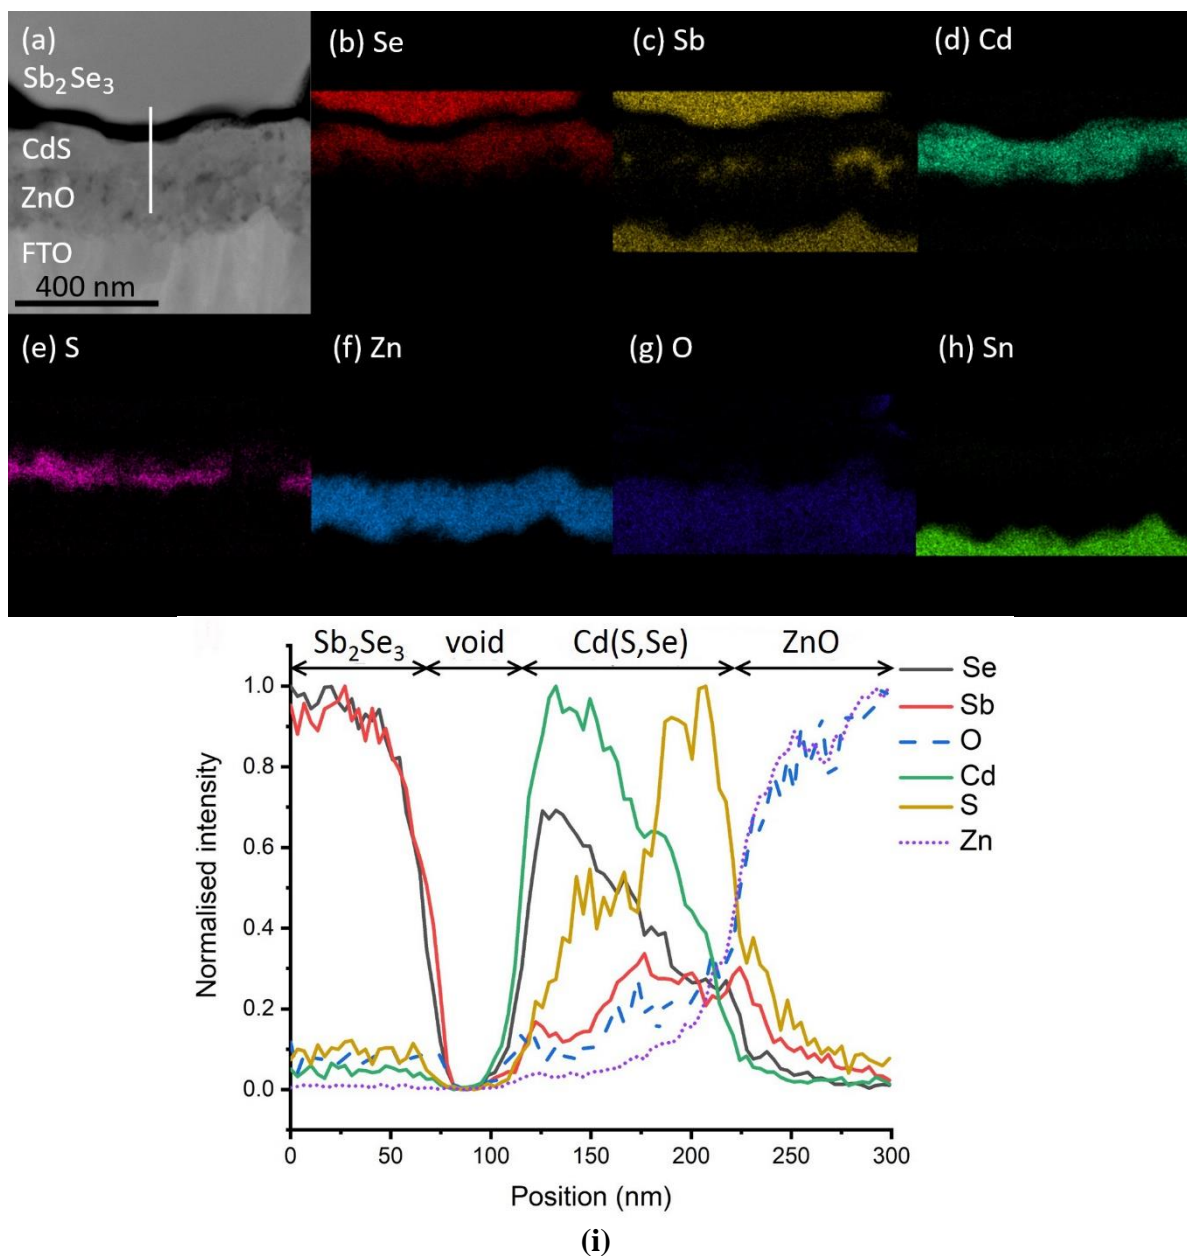 (a)
Sb₂Se₃
CdS
ZnO
FTO
400 nm
(b) Se
(c) Sb
(d) Cd
(e) S
(f) Zn
(g) O
(h) Sn
Sb₂Se₃ void Cd(S,Se) ZnO
Normalised intensity
1.0
0.8
0.6
0.4
0.2
0.0
0 50 100 150 200 250 300
Position (nm)
Se
Sb
O
Cd
S
Zn
(i)